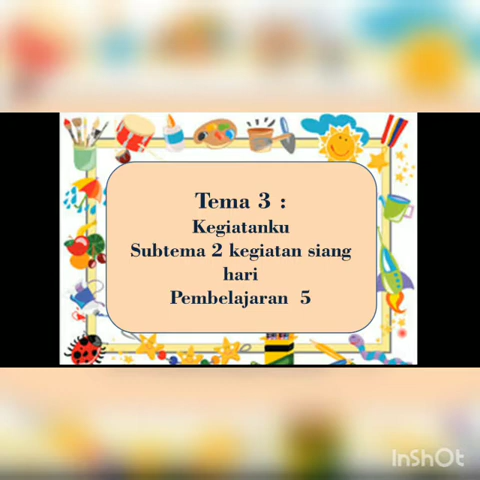 Tema 3 :
Kegiatanku
Subtema 2 kegiatan siang
hari
Pembelajaran 5
InShOt